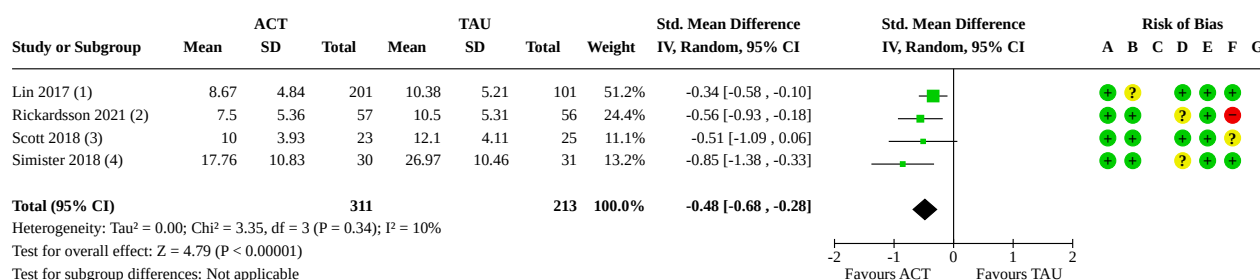 ACT TAU Std. Mean Difference Std. Mean Difference Risk of Bias
Study or Subgroup Mean SD Total Mean SD Total Weight IV, Random, 95% CI IV, Random, 95% CI A B C D E F G
Lin 2017 (1) 8.67 4.84 201 10.38 5.21 101 51.2% -0.34 [-0.58 , -0.10] + ? + + +
Rickardsson 2021 (2) 7.5 5.36 57 10.5 5.31 56 24.4% -0.56 [-0.93 , -0.18] + + ? + −
Scott 2018 (3) 10 3.93 23 12.1 4.11 25 11.1% -0.51 [-1.09 , 0.06] + + + + ?
Simister 2018 (4) 17.76 10.83 30 26.97 10.46 31 13.2% -0.85 [-1.38 , -0.33] + + ? + +
Total (95% CI) 311 213 100.0% -0.48 [-0.68 , -0.28]
Heterogeneity: Tau² = 0.00; Chi² = 3.35, df = 3 (P = 0.34); I² = 10%
Test for overall effect: Z = 4.79 (P < 0.00001)
-2 -1 0 1 2
Test for subgroup differences: Not applicable Favours ACT Favours TAU